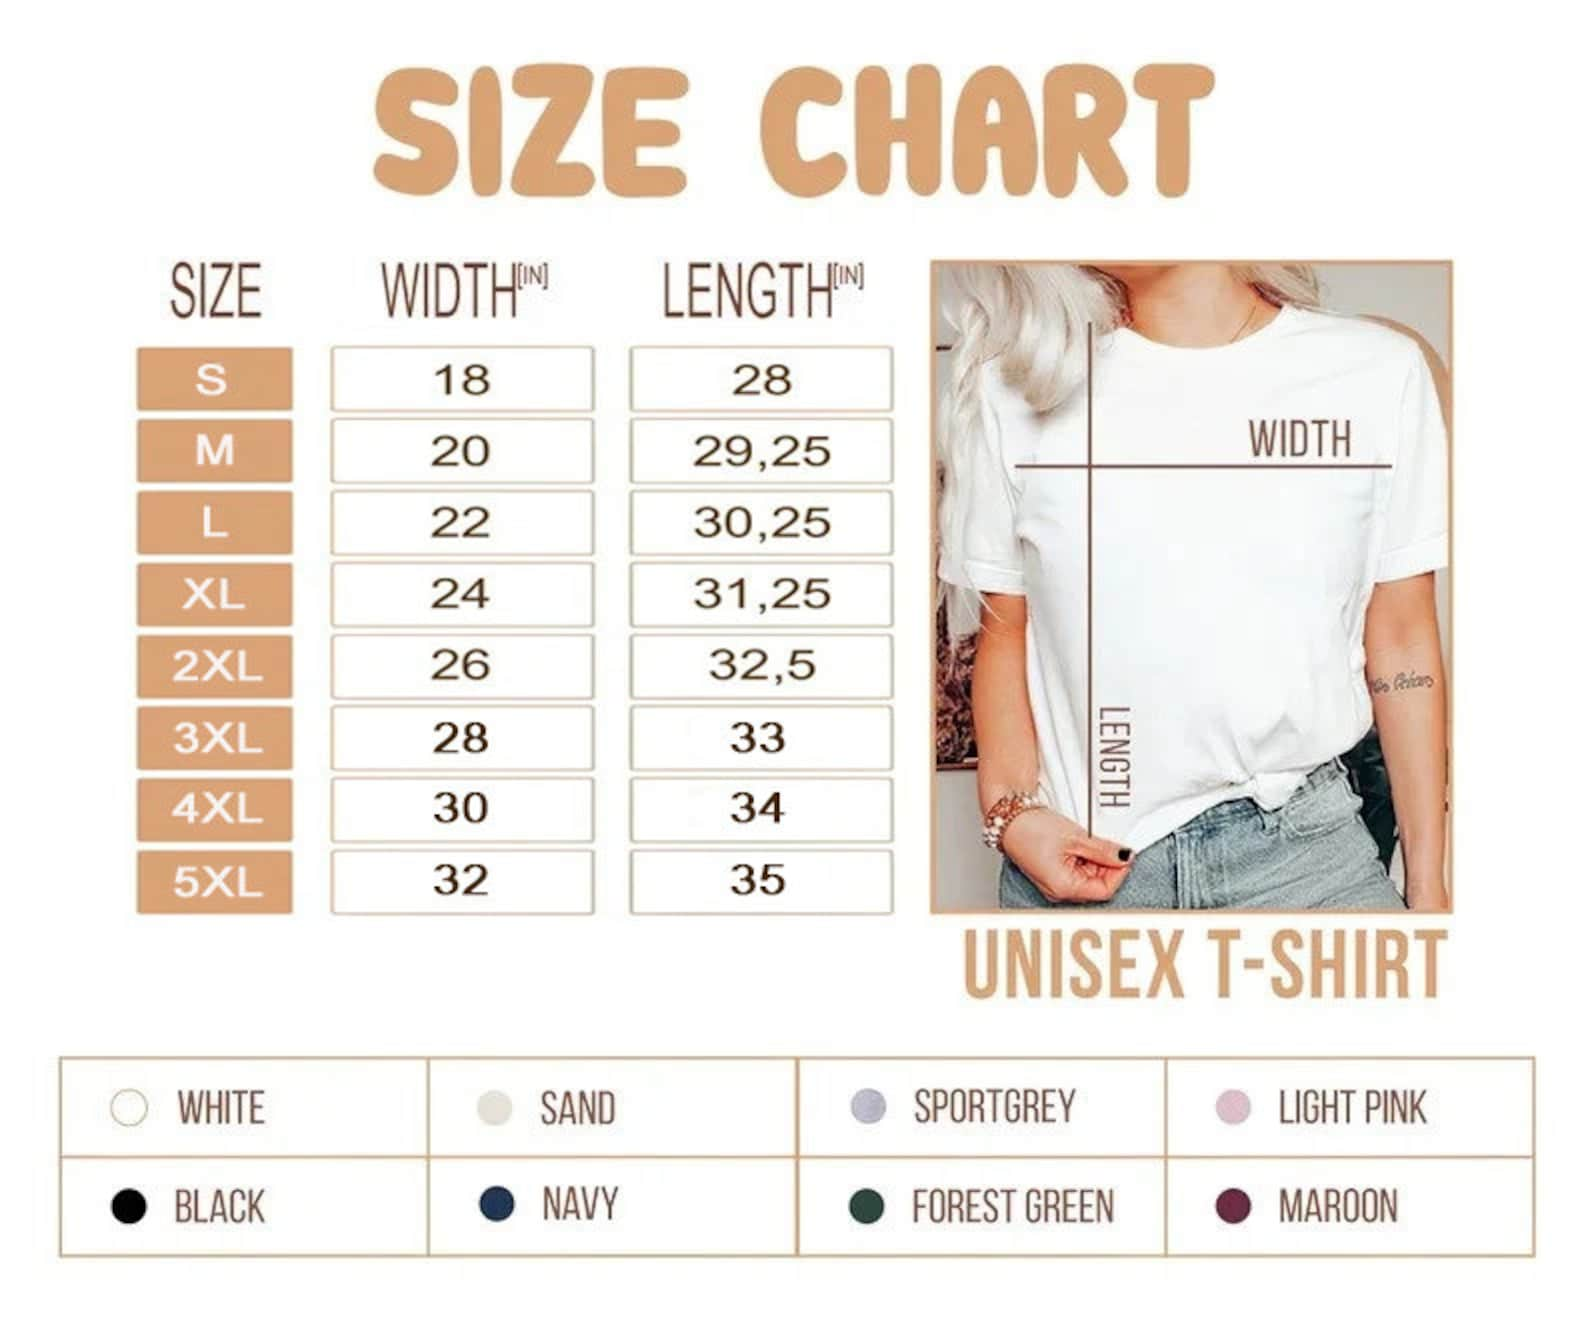 SIZE CHART
SIZE WIDTH[IN] LENGTH[IN]
S 18 28
M 20 29,25
L 22 30,25
XL 24 31,25
2XL 26 32,5
3XL 28 33
4XL 30 34
5XL 32 35
WIDTH
LENGTH
UNISEX T-SHIRT
WHITE SAND SPORTGREY LIGHT PINK
BLACK NAVY FOREST GREEN MAROON